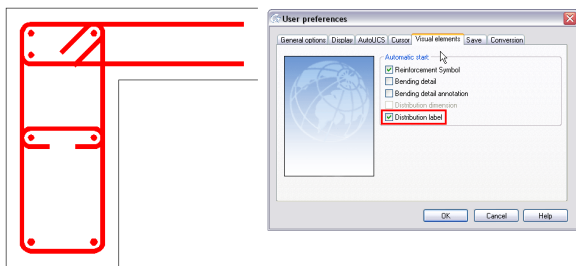 User preferences
General options Display AutoUCS Cursor Visual elements Save Conversion
Automatic start
Reinforcement Symbol
Bending detail
Bending detail annotation
Distribution dimension
Distribution label
OK Cancel Help